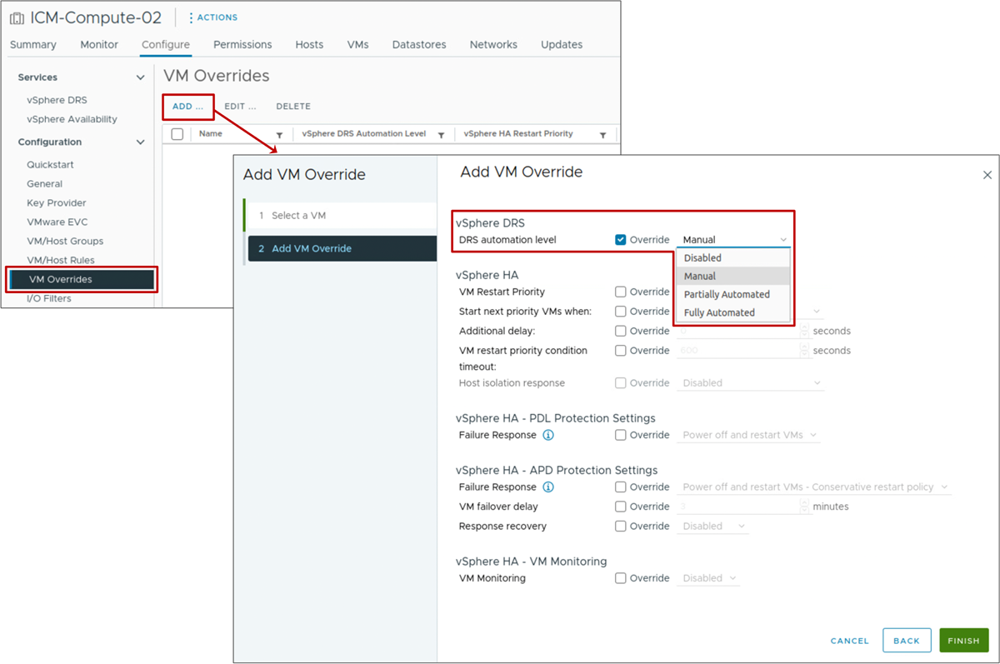 ICM-Compute-02
ACTIONS
Summary Monitor Configure Permissions Hosts VMs Datastores Networks Updates
Services
vSphere DRS
vSphere Availability
Configuration
Quickstart
General
Key Provider
VMware EVC
VM/Host Groups
VM/Host Rules
VM Overrides
I/O Filters
VM Overrides
ADD ... EDIT ... DELETE
Name vSphere DRS Automation Level vSphere HA Restart Priority
Add VM Override
1 Select a VM
2 Add VM Override
Add VM Override
vSphere DRS
DRS automation level Override Manual
Disabled
Manual
Partially Automated
Fully Automated
vSphere HA
VM Restart Priority Override
Start next priority VMs when: Override
Additional delay: Override 0 seconds
VM restart priority condition Override 600 seconds
timeout:
Host isolation response Override Disabled
vSphere HA - PDL Protection Settings
Failure Response Override Power off and restart VMs
vSphere HA - APD Protection Settings
Failure Response Override Power off and restart VMs - Conservative restart policy
VM failover delay Override 3 minutes
Response recovery Override Disabled
vSphere HA - VM Monitoring
VM Monitoring Override Disabled
CANCEL BACK FINISH